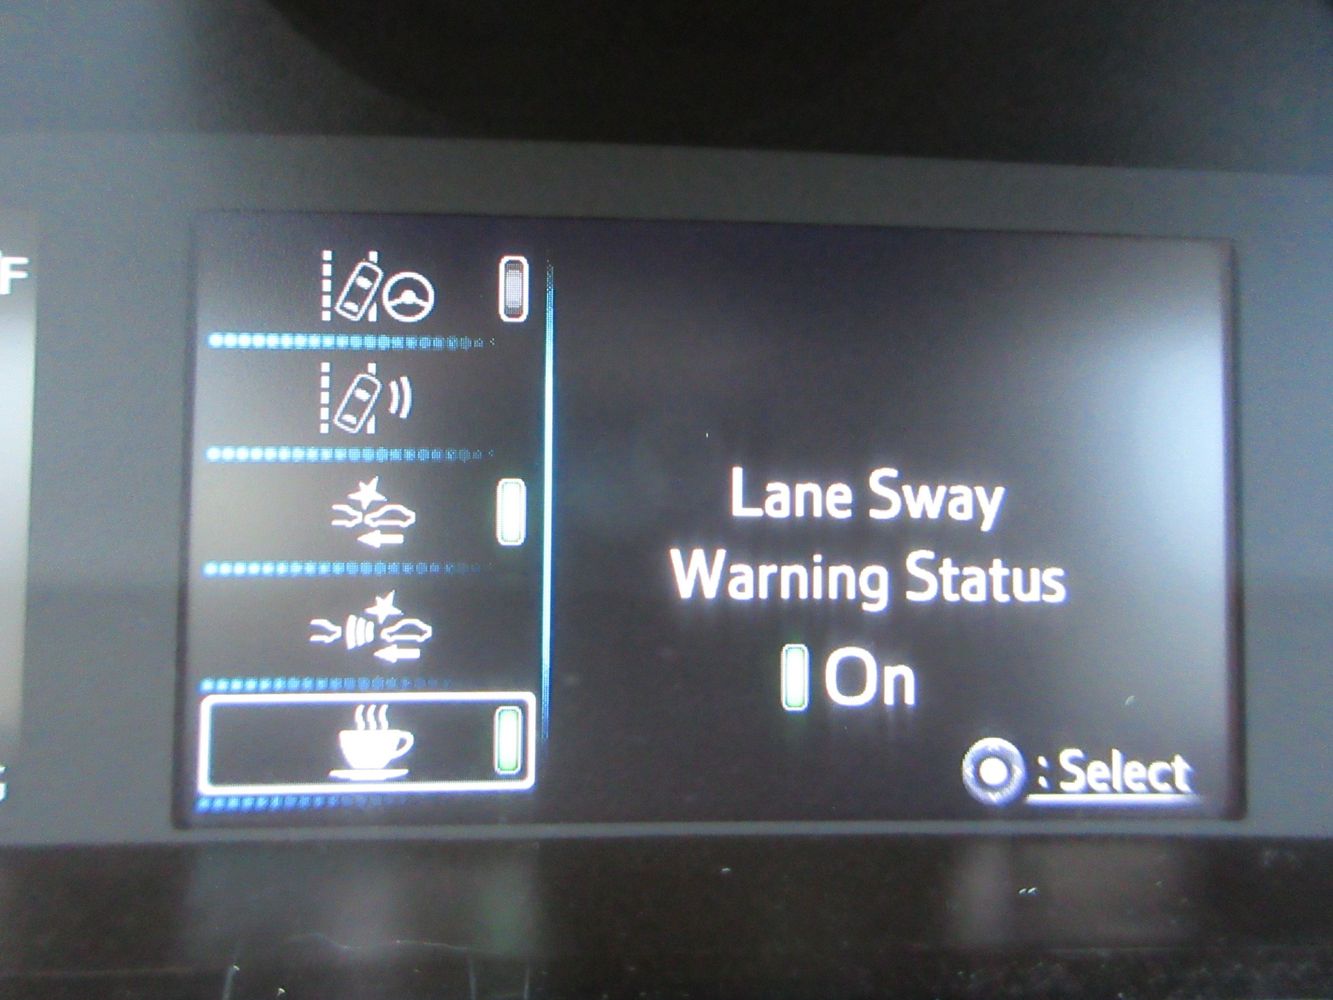 F
Lane Sway
Warning Status
On
: Select